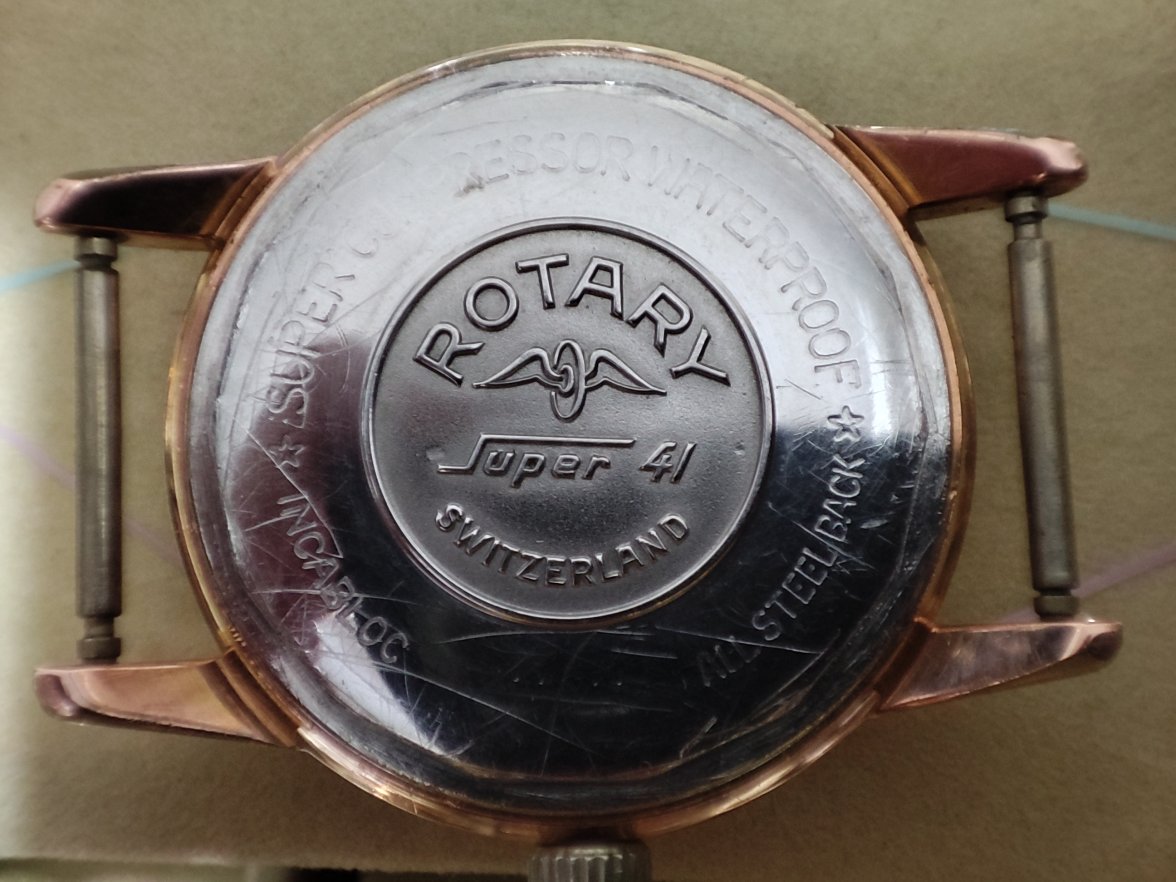 SUPER WATERPROOF
ROTARY
Super 41
SWITZERLAND
☆ INCABLOC
ALL STEEL BACK ☆